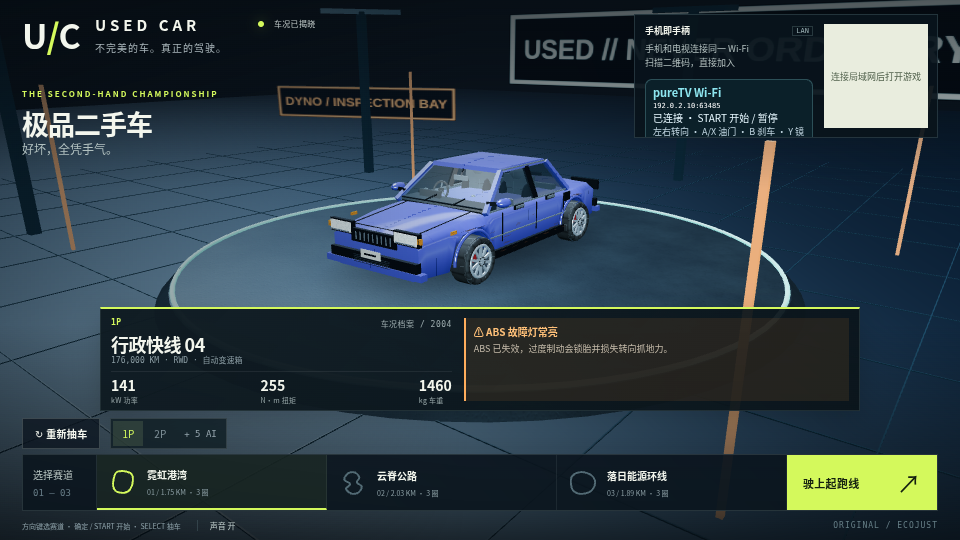 U/C
USED CAR
不完美的车。真正的驾驶。
车况已揭晓
THE SECOND-HAND CHAMPIONSHIP
极品二手车
好坏，全凭手气。
DYNO / INSPECTION BAY
USED // N
手机即手柄
LAN
手机和电视连接同一 Wi-Fi
扫描二维码，直接加入
pureTV Wi-Fi
192.0.2.10:63485
已连接 · START 开始 / 暂停
左右转向 · A/X 油门 · B 刹车 · Y 镜
连接局域网后打开游戏
1P
车况档案 / 2004
行政快线 04
176,000 KM · RWD · 自动变速箱
141
kW 功率
255
N·m 扭矩
1460
kg 车重
⚠ ABS 故障灯常亮
ABS 已失效，过度制动会锁胎并损失转向抓地力。
↻ 重新抽车
1P
2P
+ 5 AI
选择赛道
01 — 03
霓虹港湾
01 / 1.75 KM · 3 圈
云脊公路
02 / 2.03 KM · 3 圈
落日能源环线
03 / 1.89 KM · 3 圈
驶上起跑线
方向键选赛道 · 确定 / START 开始 · SELECT 抽车
声音 开
ORIGINAL / ECOJUST